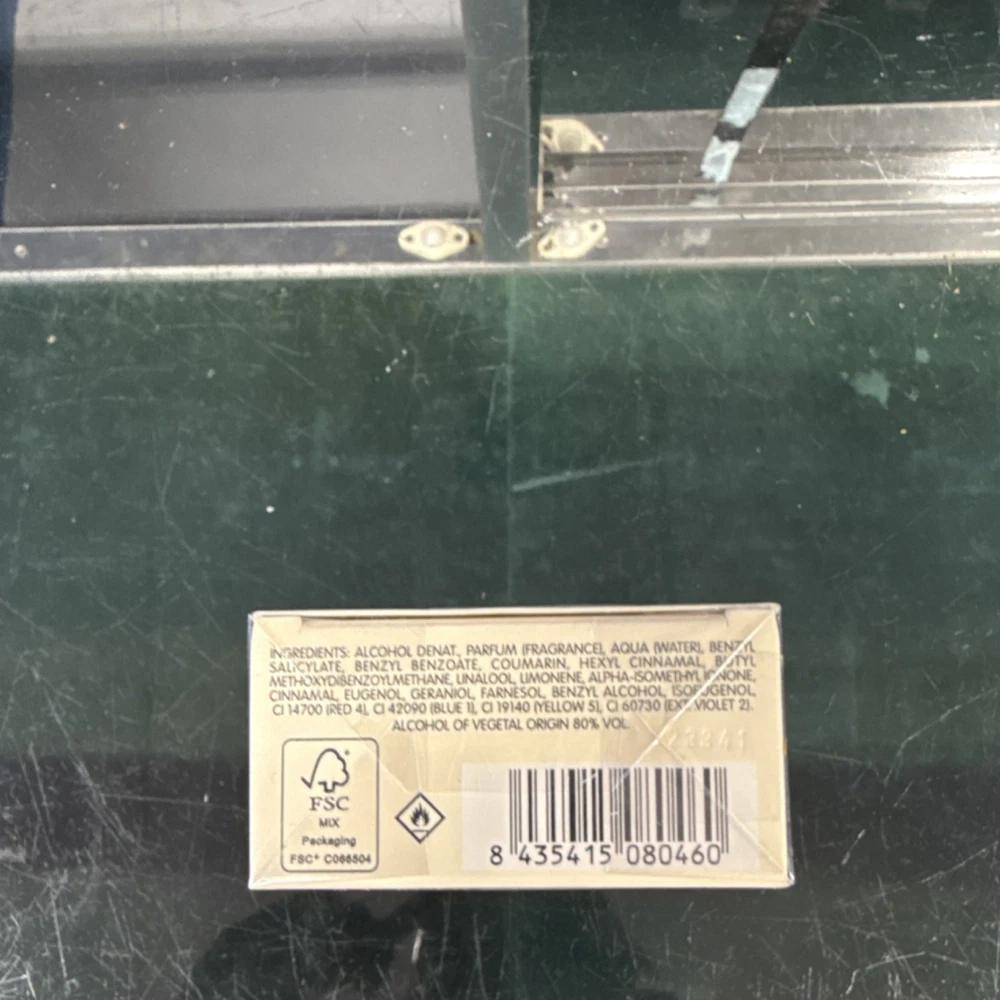 INGREDIENTS: ALCOHOL DENAT., PARFUM (FRAGRANCE), AQUA (WATER), BENZYL
SALICYLATE, BENZYL BENZOATE, COUMARIN, HEXYL CINNAMAL, BUTYL
METHOXYDIBENZOYLMETHANE, LINALOOL, LIMONENE, ALPHA-ISOMETHYL IONONE,
CINNAMAL, EUGENOL, GERANIOL, FARNESOL, BENZYL ALCOHOL, ISOEUGENOL,
CI 14700 (RED 4), CI 42090 (BLUE 1), CI 19140 (YELLOW 5), CI 60730 (EXT. VIOLET 2).
ALCOHOL OF VEGETAL ORIGIN 80% VOL.
FSC
MIX
Packaging
FSC® C066504
8 435415 080460